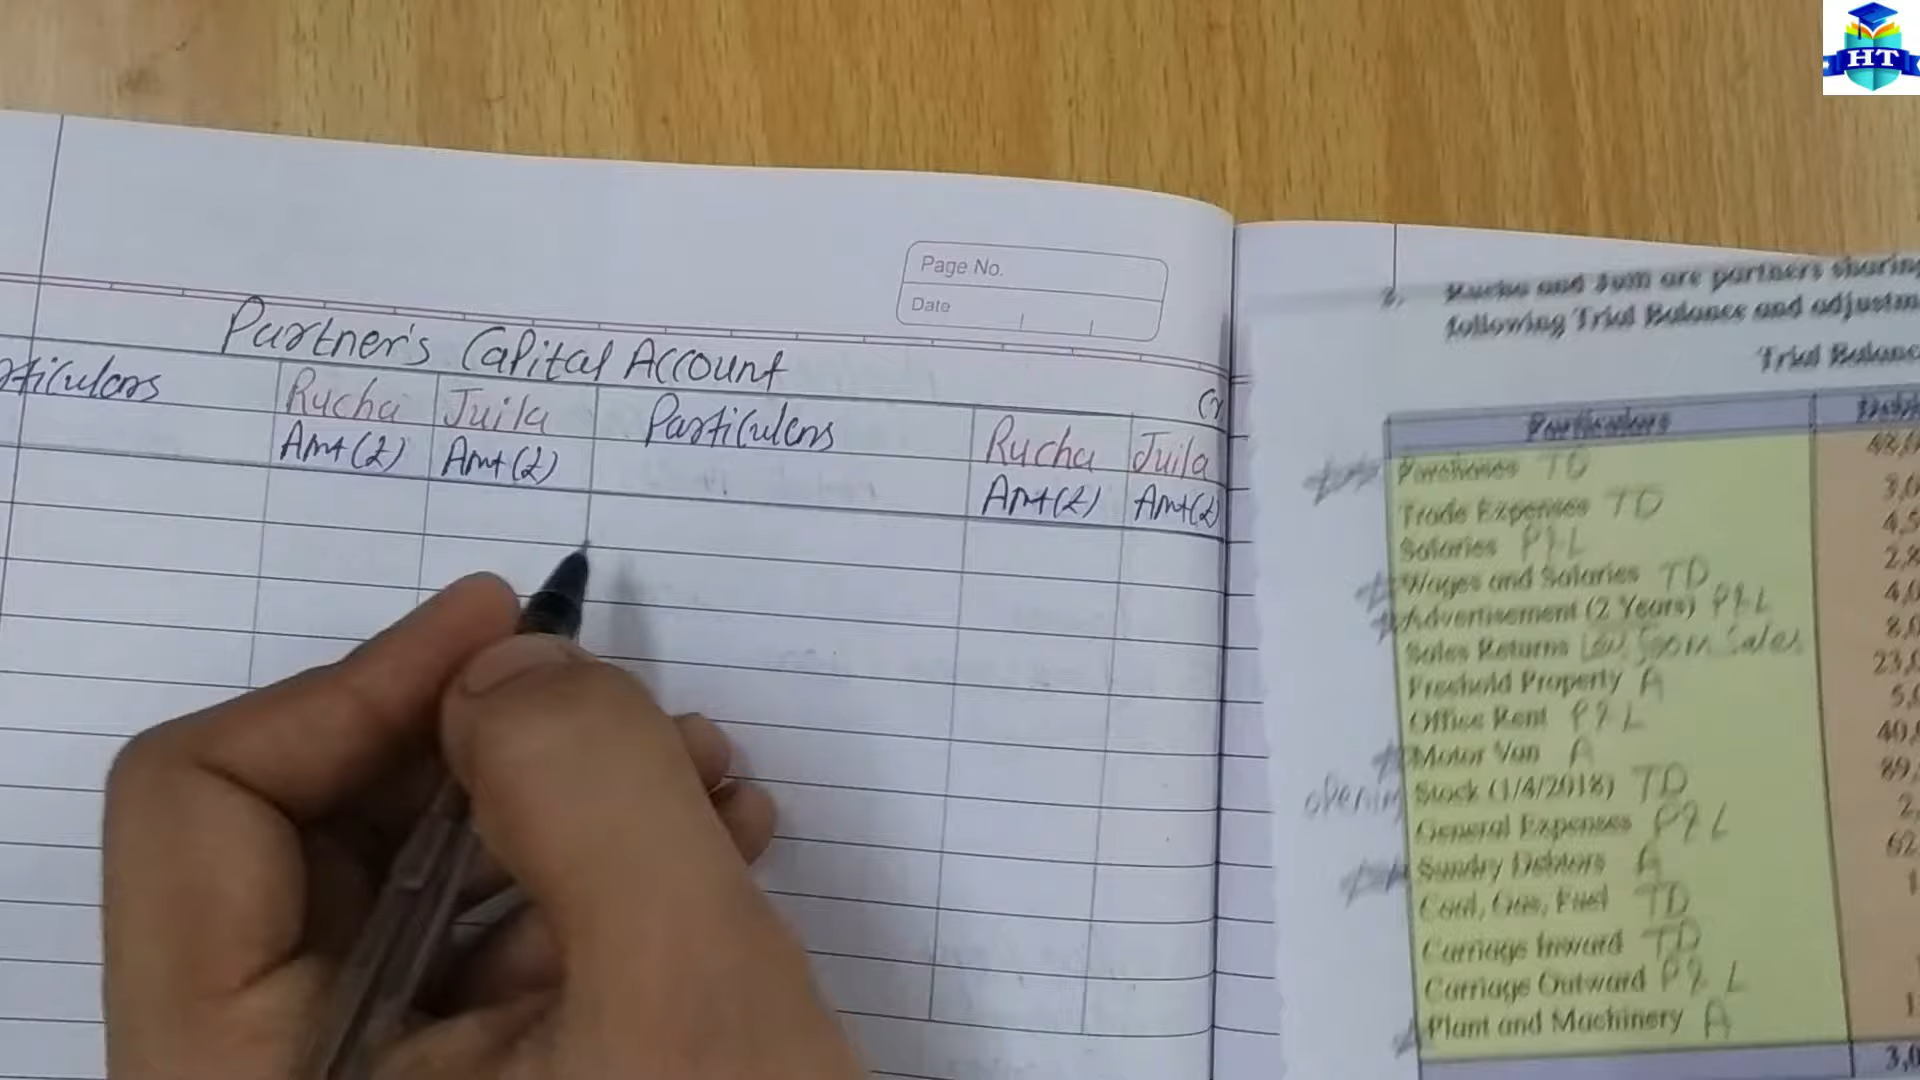 HT
Page No.
Date
Partner's Capital Account
Cr
rticulars Rucha Juila Particulars Rucha Juila
Amt(₹) Amt(₹) Amt(₹) Amt(₹)
are partners sharing
following Trial Balance and adjustm
Trial Balanc
Particulars
Purchases TD
Trade Expenses TD
Salaries P&L
Wages and Salaries TD
Advertisement (2 Years) P&L
Sales Returns Less from Sales
Freehold Property A
Office Rent P&L
Motor Van A
opening Stock (1/4/2018) TD
General Expenses P&L
Sundry Debtors A
Coal, Gas, Fuel TD
Carriage Inward TD
Carriage Outward P&L
Plant and Machinery A